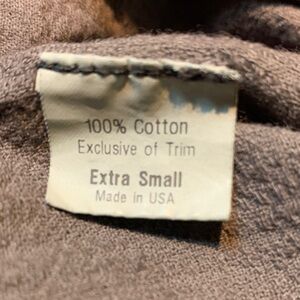 100% Cotton
Exclusive of Trim
Extra Small
Made in USA